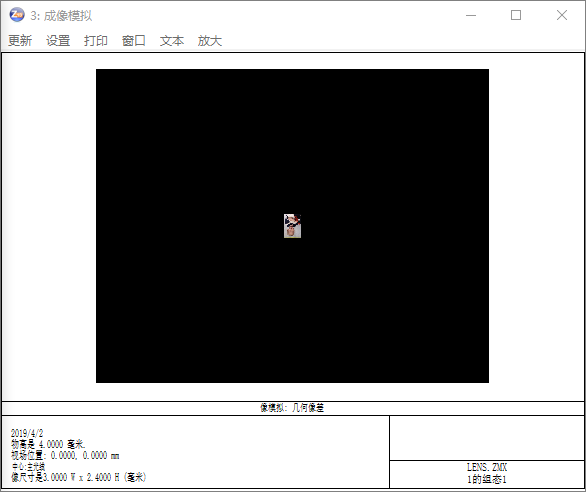 3: 成像模拟
更新 设置 打印 窗口 文本 放大
像模拟: 几何像差
2019/4/2
物高是 4.0000 毫米.
视场位置: 0.0000, 0.0000 mm
中心:主光线
像尺寸是3.0000 W x 2.4000 H (毫米)
LENS.ZMX
1的组态1